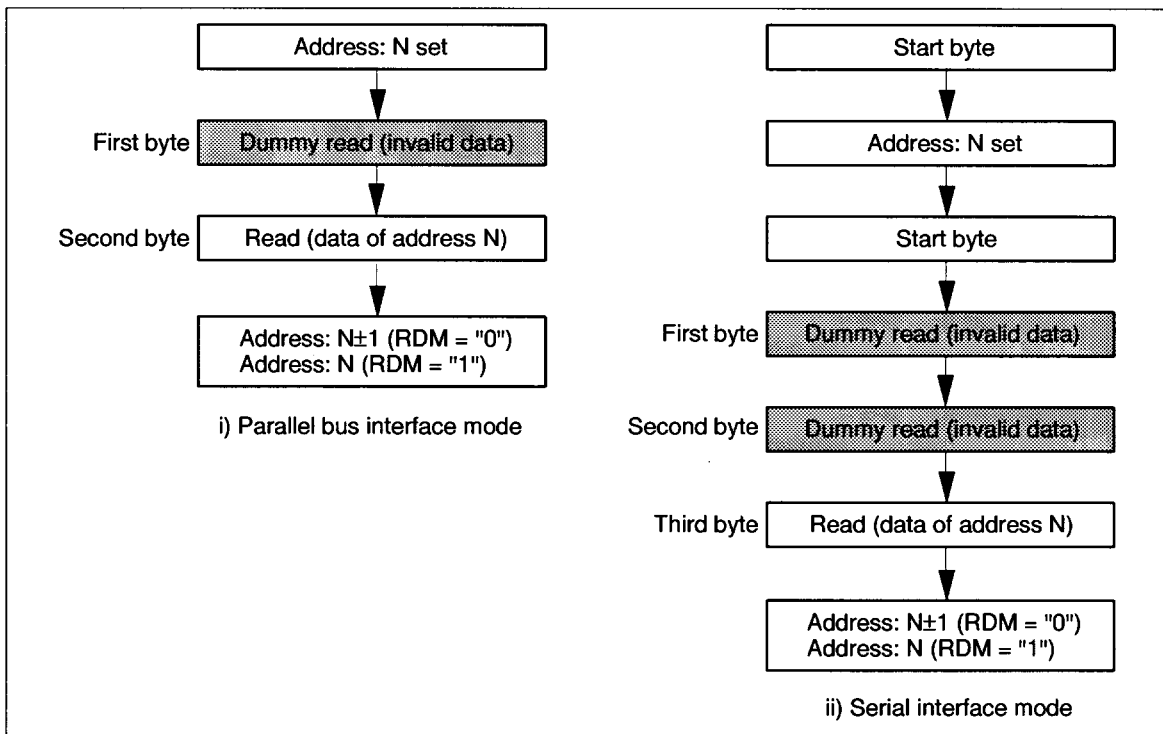 Address: N set
First byte
Dummy read (invalid data)
Second byte
Read (data of address N)
Address: N±1 (RDM = "0")
Address: N (RDM = "1")
i) Parallel bus interface mode
Start byte
Address: N set
Start byte
First byte
Dummy read (invalid data)
Second byte
Dummy read (invalid data)
Third byte
Read (data of address N)
Address: N±1 (RDM = "0")
Address: N (RDM = "1")
ii) Serial interface mode